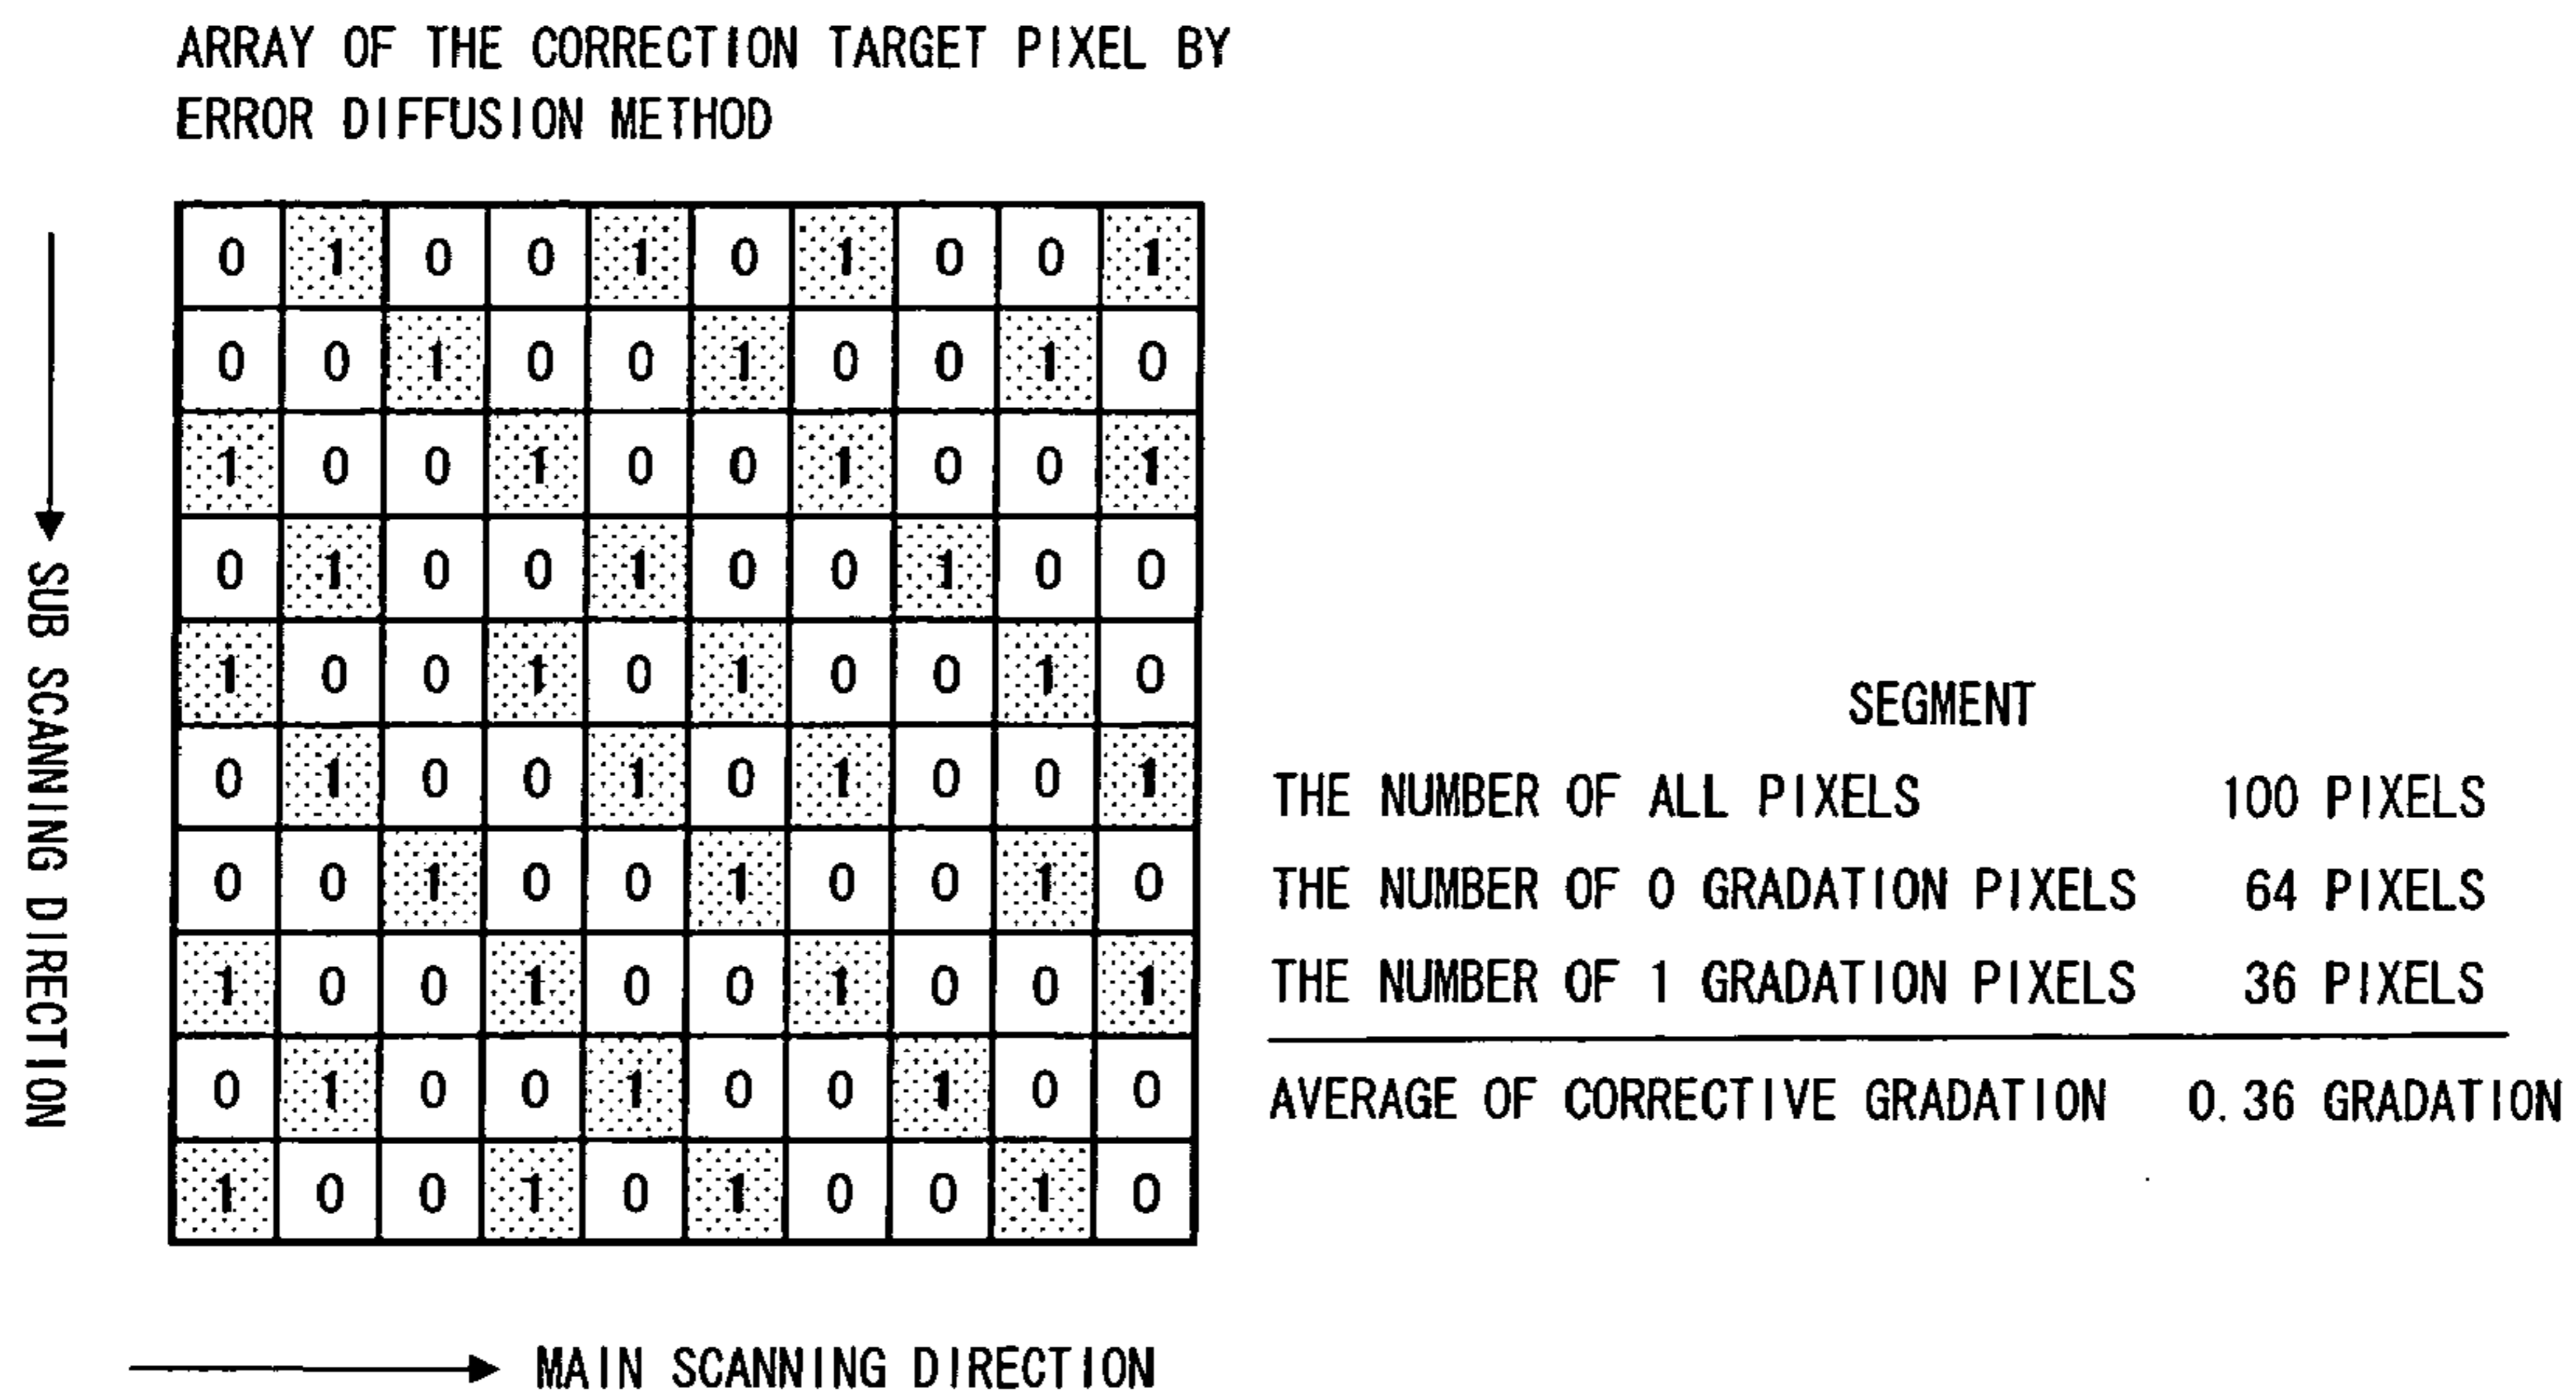 ARRAY OF THE CORRECTION TARGET PIXEL BY
ERROR DIFFUSION METHOD
0 1 0 0 1 0 1 0 0 1
0 0 1 0 0 1 0 0 1 0
1 0 0 1 0 0 1 0 0 1
0 1 0 0 1 0 0 1 0 0
1 0 0 1 0 1 0 0 1 0
0 1 0 0 1 0 1 0 0 1
0 0 1 0 0 1 0 0 1 0
1 0 0 1 0 0 1 0 0 1
0 1 0 0 1 0 0 1 0 0
1 0 0 1 0 1 0 0 1 0
SUB SCANNING DIRECTION
MAIN SCANNING DIRECTION
SEGMENT
THE NUMBER OF ALL PIXELS 100 PIXELS
THE NUMBER OF 0 GRADATION PIXELS 64 PIXELS
THE NUMBER OF 1 GRADATION PIXELS 36 PIXELS
AVERAGE OF CORRECTIVE GRADATION 0.36 GRADATION